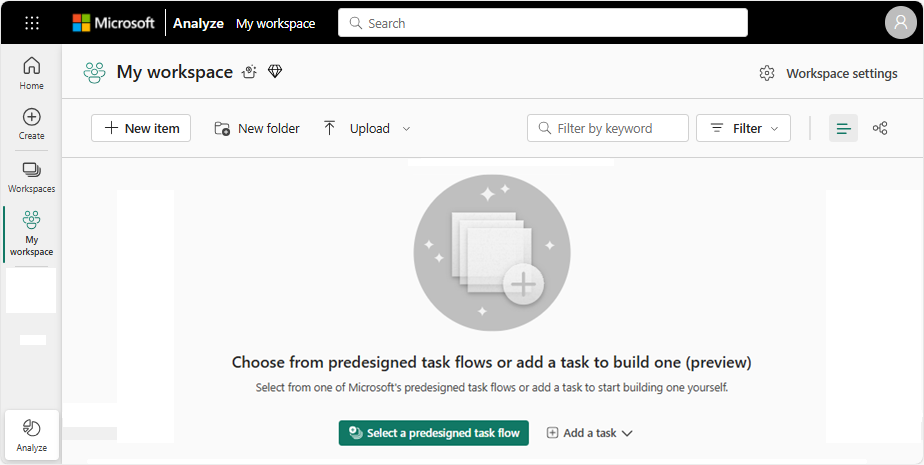 Microsoft Analyze My workspace Search
My workspace Workspace settings
New item New folder Upload Filter by keyword Filter
Home
Create
Workspaces
My
workspace
Analyze
Choose from predesigned task flows or add a task to build one (preview)
Select from one of Microsoft's predesigned task flows or add a task to start building one yourself.
Select a predesigned task flow Add a task